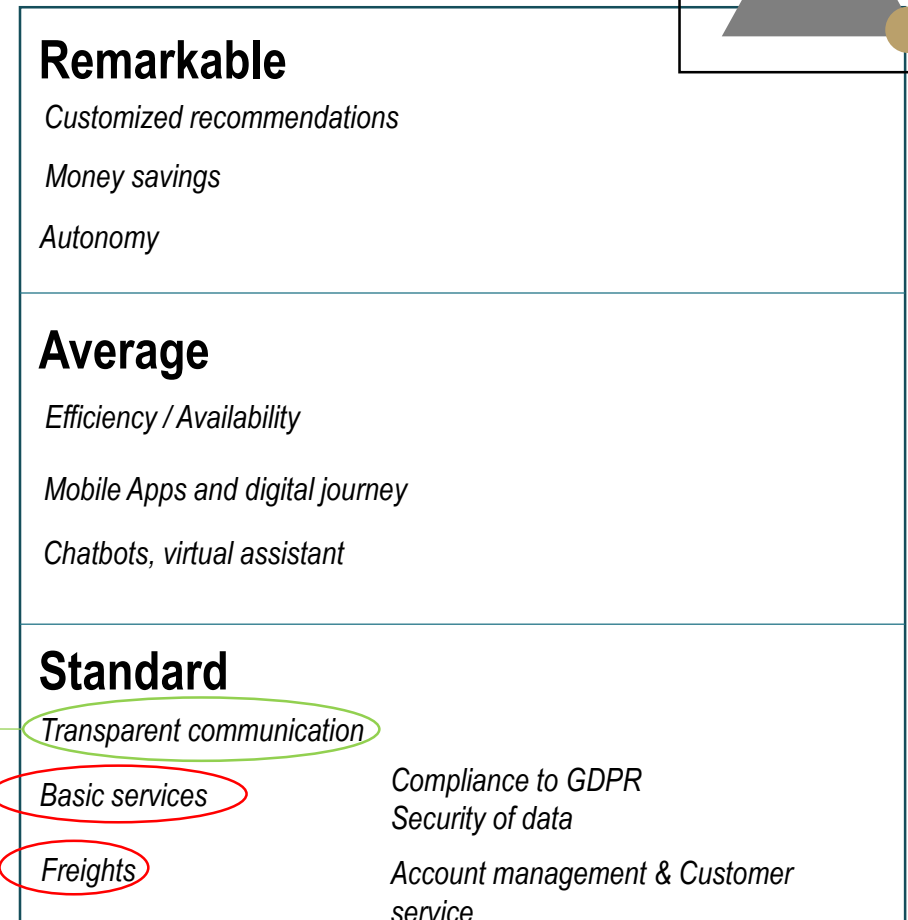 Remarkable
Customized recommendations
Money savings
Autonomy
Average
Efficiency / Availability
Mobile Apps and digital journey
Chatbots, virtual assistant
Standard
Transparent communication
Basic services
Freights
Compliance to GDPR
Security of data
Account management & Customer
service